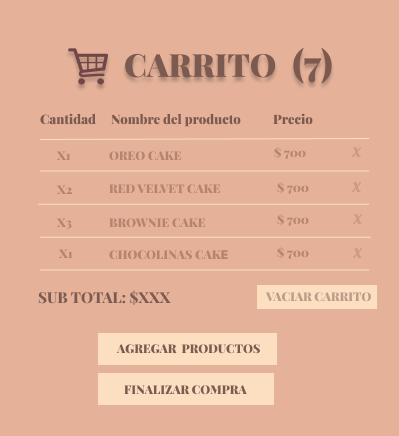 CARRITO (7)
Cantidad Nombre del producto Precio
X1 OREO CAKE $ 700 X
X2 RED VELVET CAKE $ 700 X
X3 BROWNIE CAKE $ 700 X
X1 CHOCOLINAS CAKE $ 700 X
SUB TOTAL: $XXX VACIAR CARRITO
AGREGAR PRODUCTOS
FINALIZAR COMPRA